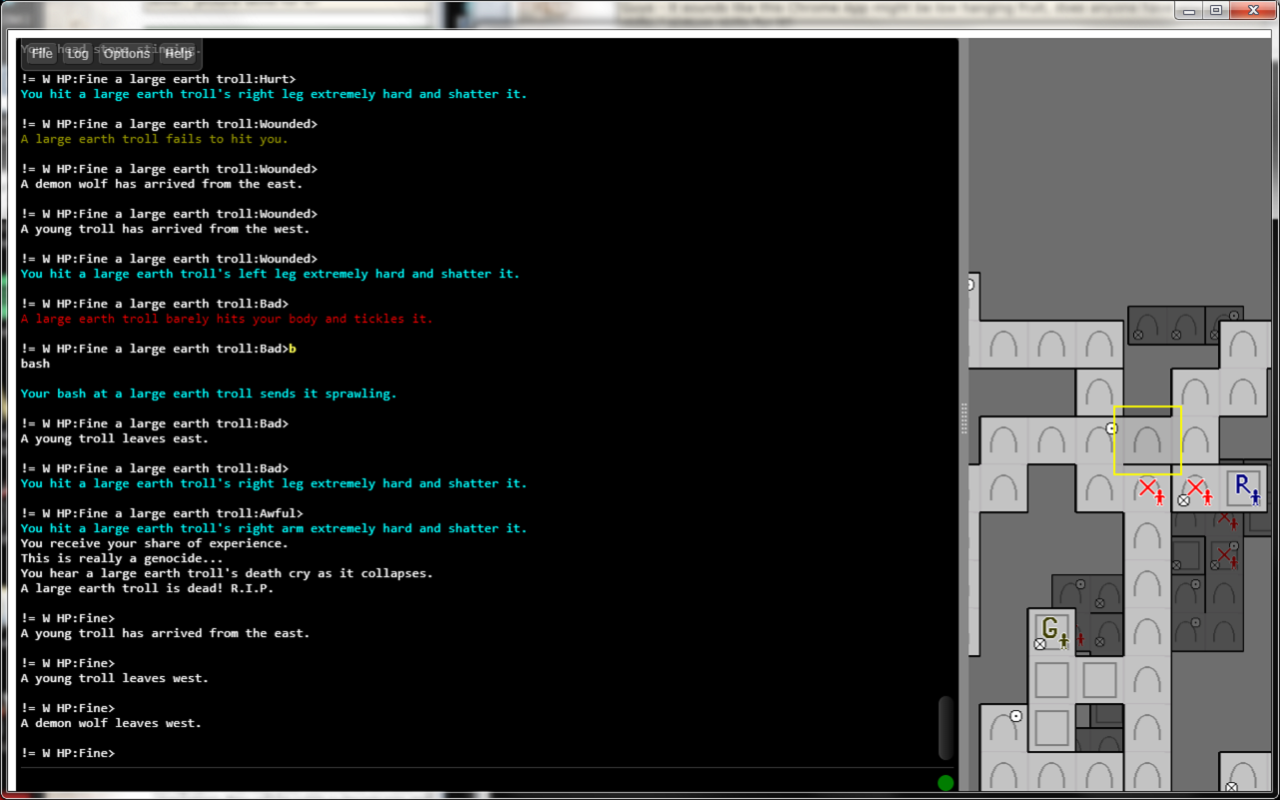 Your head stops stinging.
File Log Options Help
!= W HP:Fine a large earth troll:Hurt>
You hit a large earth troll's right leg extremely hard and shatter it.
!= W HP:Fine a large earth troll:Wounded>
A large earth troll fails to hit you.
!= W HP:Fine a large earth troll:Wounded>
A demon wolf has arrived from the east.
!= W HP:Fine a large earth troll:Wounded>
A young troll has arrived from the west.
!= W HP:Fine a large earth troll:Wounded>
You hit a large earth troll's left leg extremely hard and shatter it.
!= W HP:Fine a large earth troll:Bad>
A large earth troll barely hits your body and tickles it.
!= W HP:Fine a large earth troll:Bad>b
bash
Your bash at a large earth troll sends it sprawling.
!= W HP:Fine a large earth troll:Bad>
A young troll leaves east.
!= W HP:Fine a large earth troll:Bad>
You hit a large earth troll's right leg extremely hard and shatter it.
!= W HP:Fine a large earth troll:Awful>
You hit a large earth troll's right arm extremely hard and shatter it.
You receive your share of experience.
This is really a genocide...
You hear a large earth troll's death cry as it collapses.
A large earth troll is dead! R.I.P.
!= W HP:Fine>
A young troll has arrived from the east.
!= W HP:Fine>
A young troll leaves west.
!= W HP:Fine>
A demon wolf leaves west.
!= W HP:Fine>
R
G